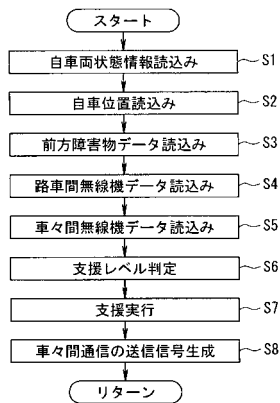 スタート
自車両状態情報読込み S1
自車位置読込み S2
前方障害物データ読込み S3
路車間無線機データ読込み S4
車々間無線機データ読込み S5
支援レベル判定 S6
支援実行 S7
車々間通信の送信信号生成 S8
リターン